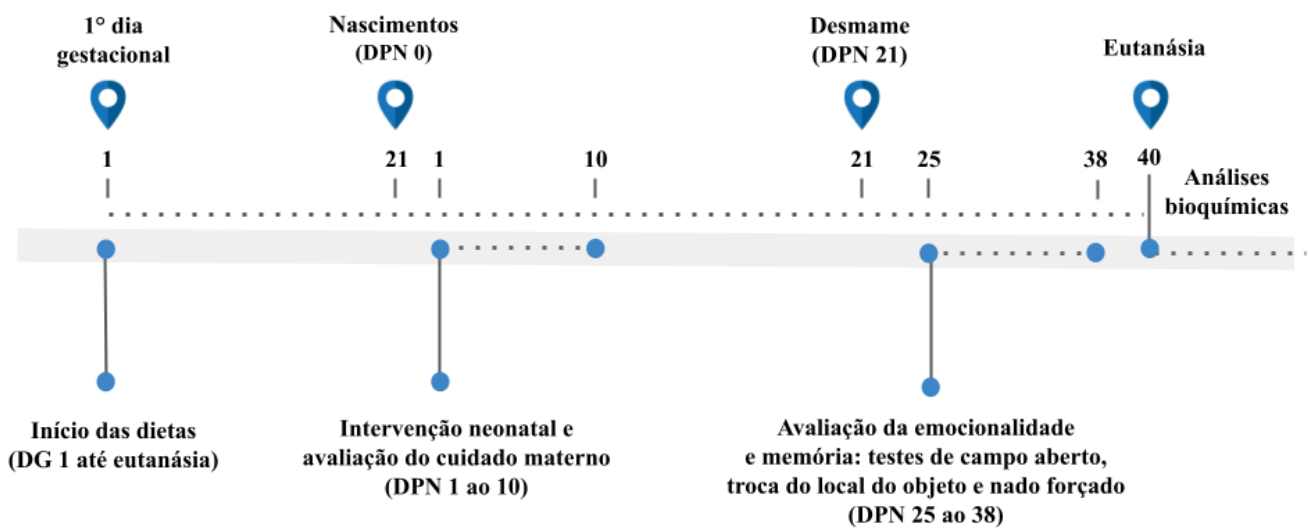 1° dia
gestacional
Nascimentos
(DPN 0)
Desmame
(DPN 21)
Eutanásia
1
21
1
10
21
25
38
40
Análises
bioquímicas
Início das dietas
(DG 1 até eutanásia)
Intervenção neonatal e
avaliação do cuidado materno
(DPN 1 ao 10)
Avaliação da emocionalidade
e memória: testes de campo aberto,
troca do local do objeto e nado forçado
(DPN 25 ao 38)